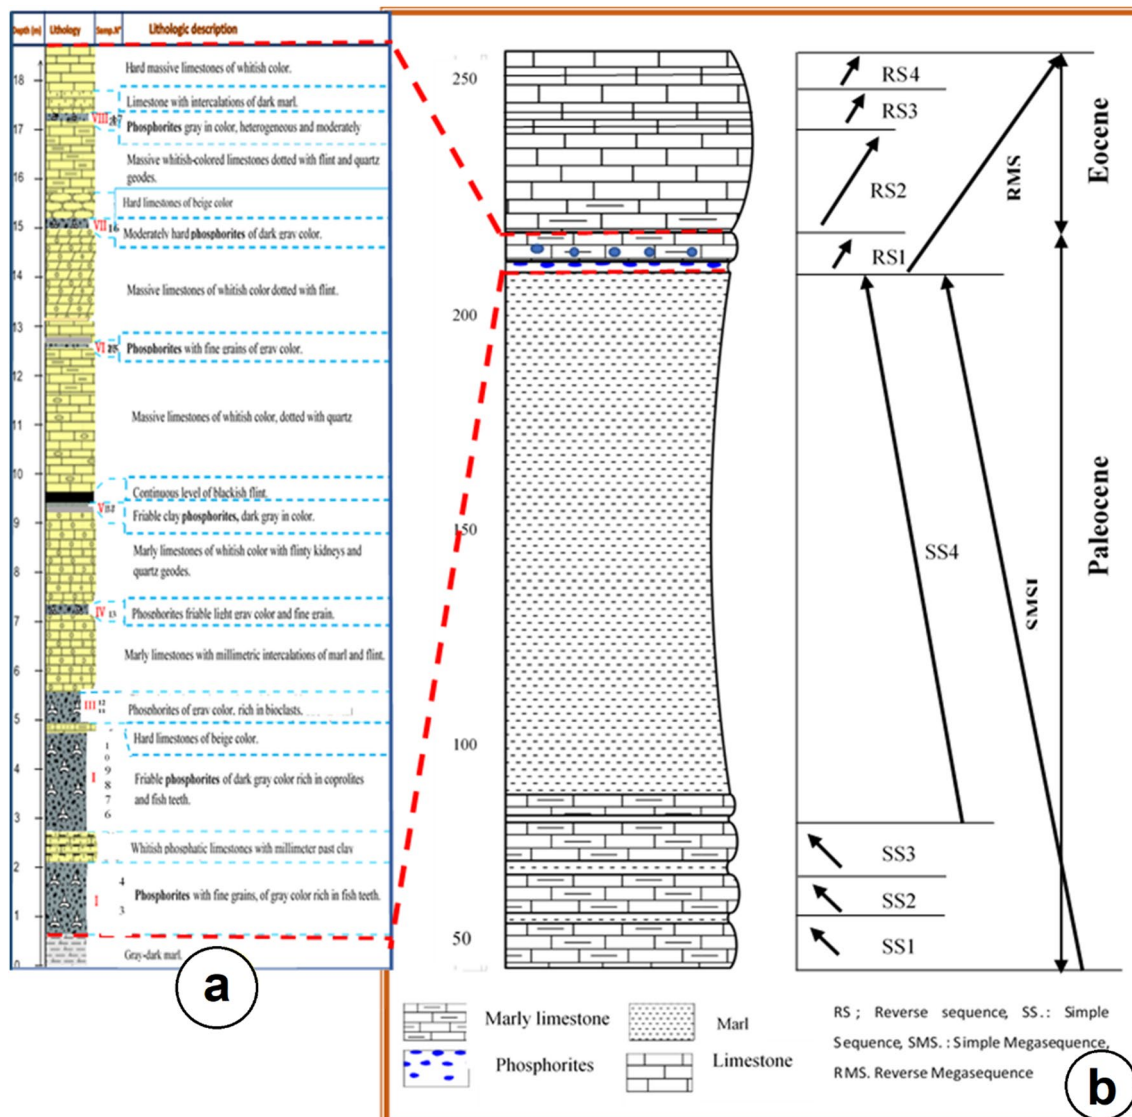 Depth (m) Lithology Samp.N° Lithologic description
18
Hard massive limestones of whitish color.
Limestone with intercalations of dark marl.
VIII
17
Phosphorites gray in color, heterogeneous and moderately
Massive whitish-colored limestones dotted with flint and quartz
geodes.
16
Hard limestones of beige color
15
VII 16
Moderately hard phosphorites of dark gray color.
14
Massive limestones of whitish color dotted with flint.
13
VI
Phosphorites with fine grains of gray color.
12
11
Massive limestones of whitish color, dotted with quartz
10
Continuous level of blackish flint.
9
V
Friable clay phosphorites, dark gray in color.
Marly limestones of whitish color with flinty kidneys and
quartz geodes.
8
IV 13
Phosphorites friable light gray color and fine grain.
7
Marly limestones with millimetric intercalations of marl and flint.
6
III 12
Phosphorites of gray color, rich in bioclasts.
5
Hard limestones of beige color.
1
0
9
8
7
6
4
I
Friable phosphorites of dark gray color rich in coprolites
and fish teeth.
3
Whitish phosphatic limestones with millimeter past clay
2
4
I
3
Phosphorites with fine grains, of gray color rich in fish teeth.
1
0
Gray-dark marl.
a
250
200
150
100
50
RS4
RS3
RS2
RS1
RMS
Eocene
SS4
SMS1
Paleocene
SS3
SS2
SS1
Marly limestone
Marl
Phosphorites
Limestone
RS ; Reverse sequence, SS.: Simple
Sequence, SMS. : Simple Megasequence,
RMS. Reverse Megasequence
b